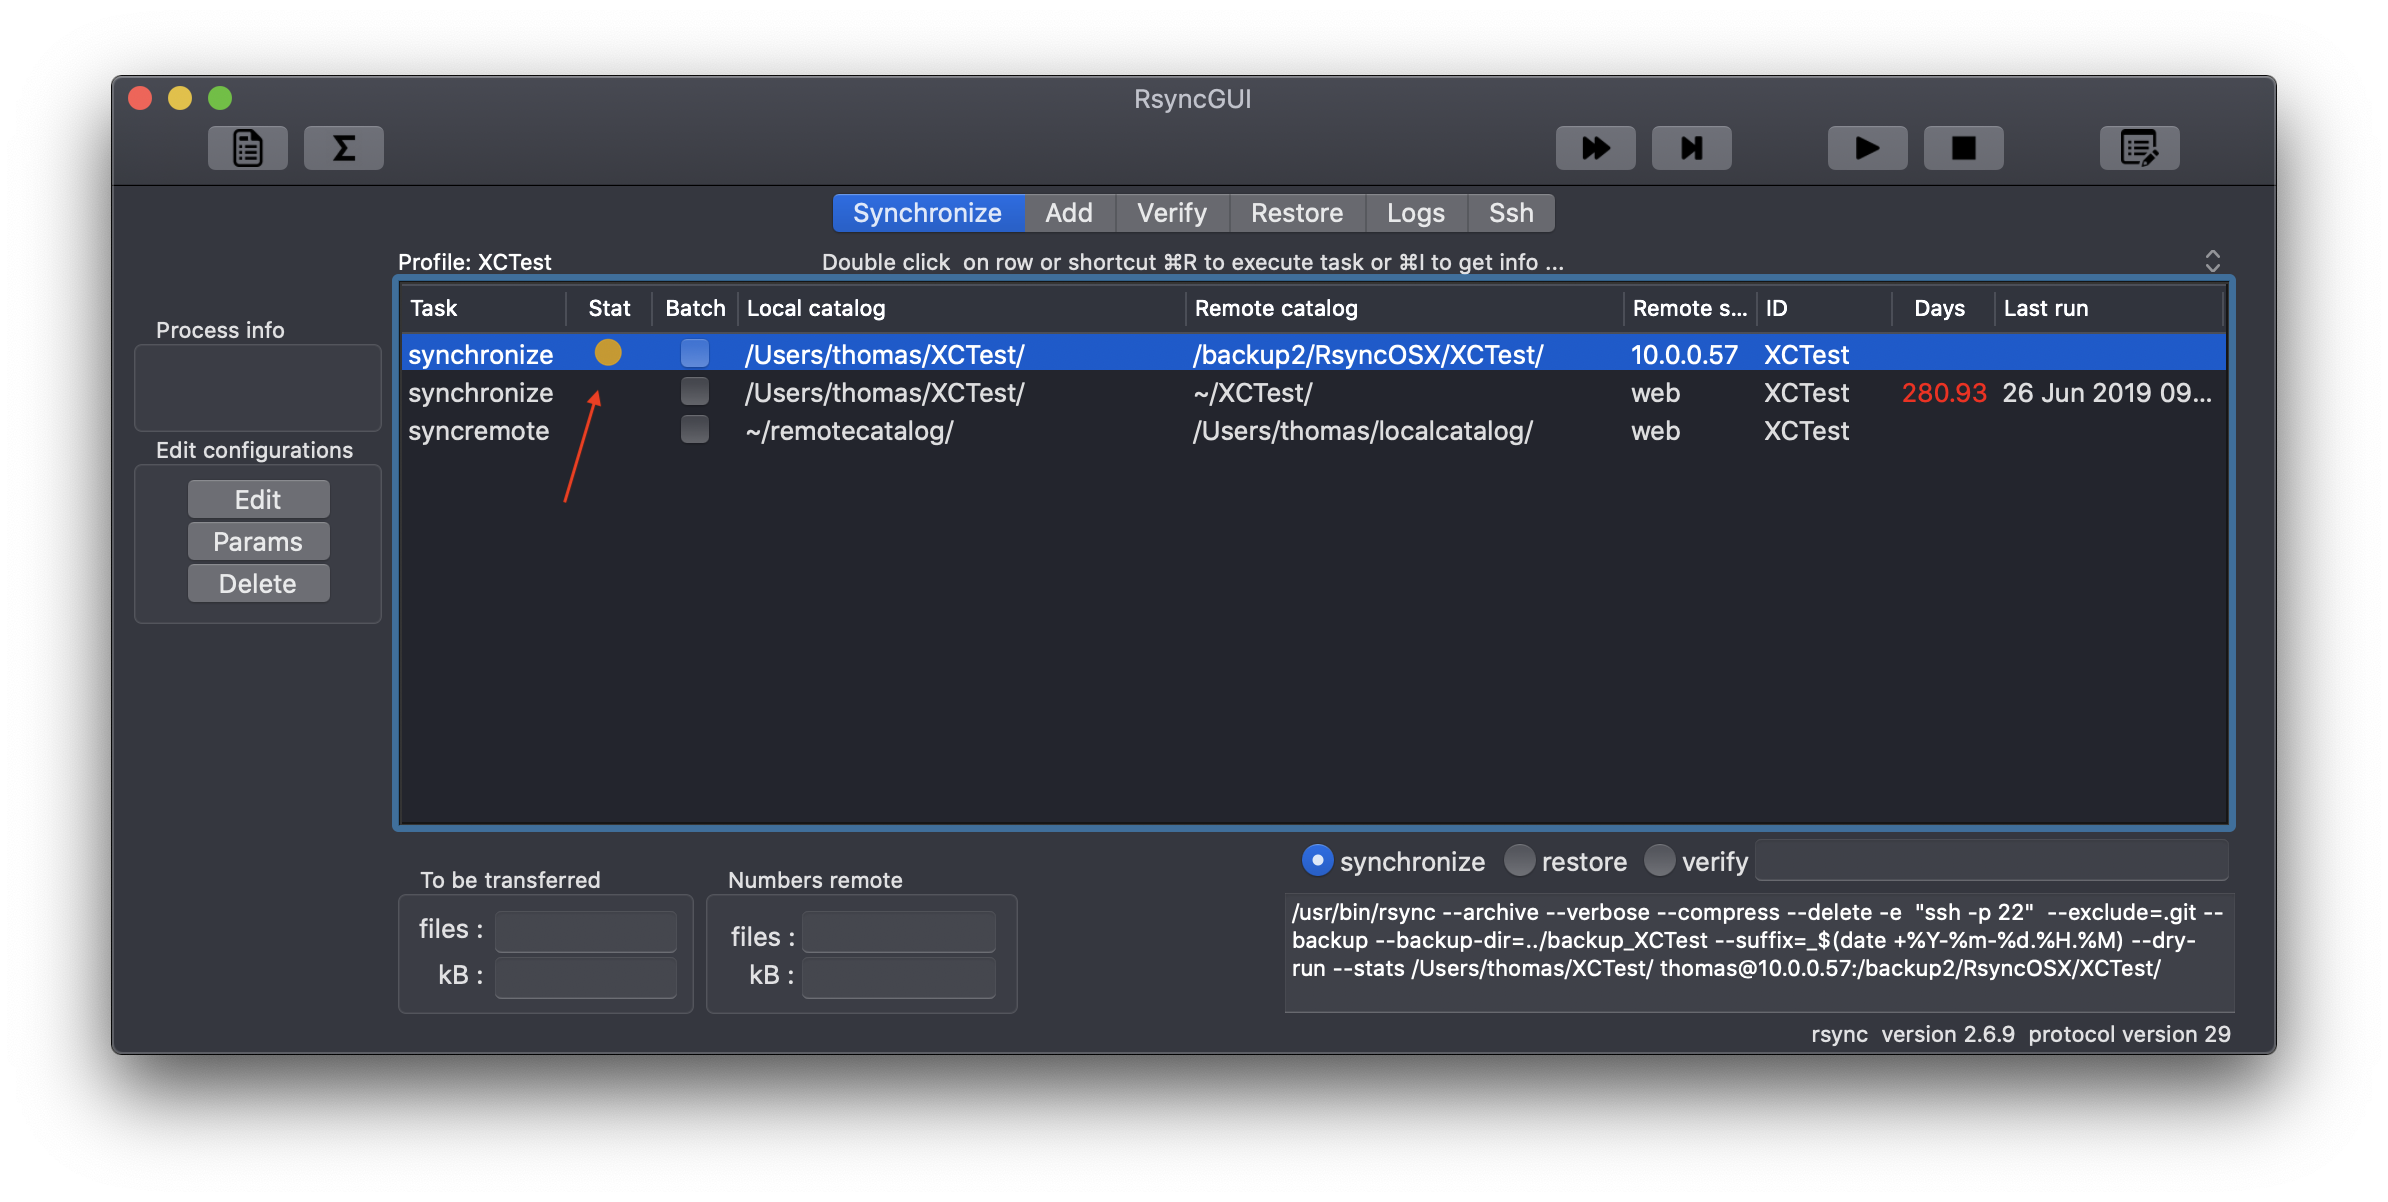 RsyncGUI
Σ
Synchronize Add Verify Restore Logs Ssh
Profile: XCTest Double click on row or shortcut ⌘R to execute task or ⌘I to get info ...
Task Stat Batch Local catalog Remote catalog Remote s... ID Days Last run
synchronize /Users/thomas/XCTest/ /backup2/RsyncOSX/XCTest/ 10.0.0.57 XCTest
synchronize /Users/thomas/XCTest/ ~/XCTest/ web XCTest 280.93 26 Jun 2019 09...
syncremote ~/remotecatalog/ /Users/thomas/localcatalog/ web XCTest
Process info
Edit configurations
Edit
Params
Delete
To be transferred
files :
kB :
Numbers remote
files :
kB :
synchronize restore verify
/usr/bin/rsync --archive --verbose --compress --delete -e "ssh -p 22" --exclude=.git --
backup --backup-dir=../backup_XCTest --suffix=_$(date +%Y-%m-%d.%H.%M) --dry-
run --stats /Users/thomas/XCTest/ thomas@10.0.0.57:/backup2/RsyncOSX/XCTest/
rsync version 2.6.9 protocol version 29